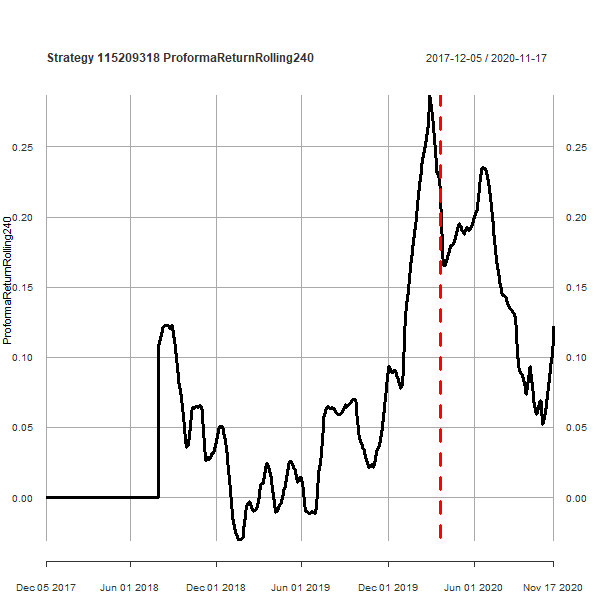 Strategy 115209318 ProformaReturnRolling240
2017-12-05 / 2020-11-17
ProformaReturnRolling240
0.25
0.25
0.20
0.20
0.15
0.15
0.10
0.10
0.05
0.05
0.00
0.00
Dec 05 2017
Jun 01 2018
Dec 01 2018
Jun 01 2019
Dec 01 2019
Jun 01 2020
Nov 17 2020